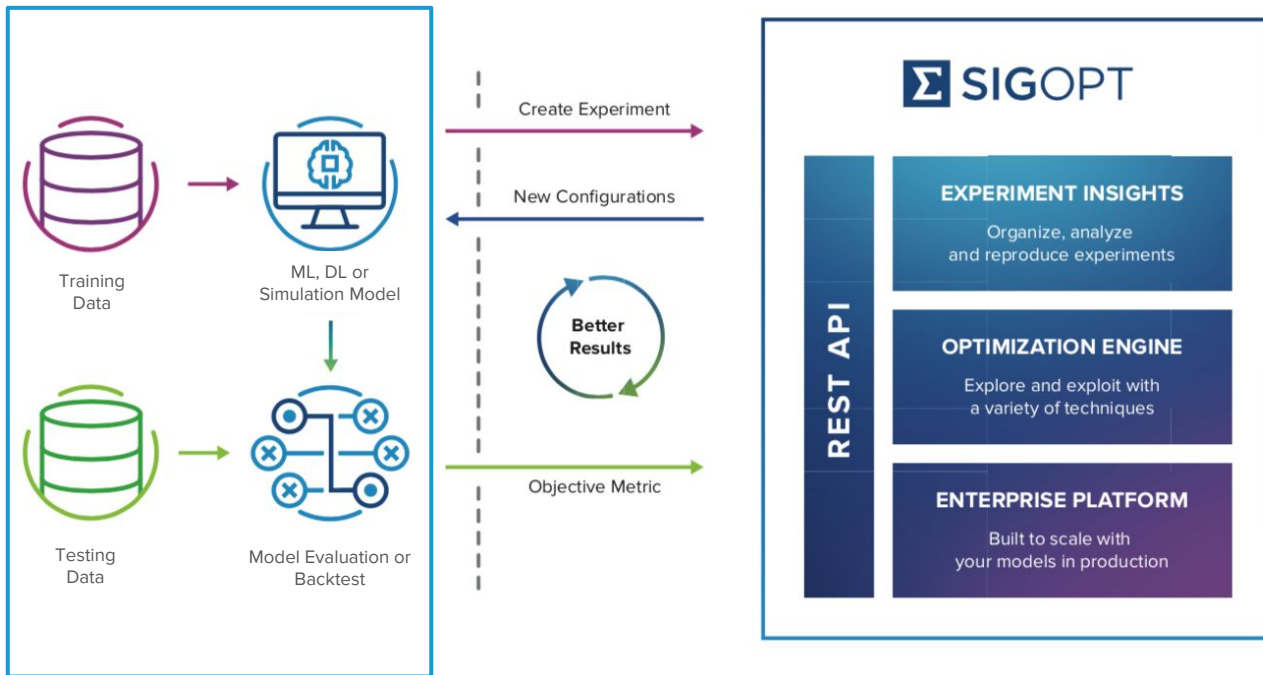 Training
Data
ML, DL or
Simulation Model
Testing
Data
Model Evaluation or
Backtest
Create Experiment
New Configurations
Better
Results
Objective Metric
Σ SIGOPT
REST API
EXPERIMENT INSIGHTS
Organize, analyze
and reproduce experiments
OPTIMIZATION ENGINE
Explore and exploit with
a variety of techniques
ENTERPRISE PLATFORM
Built to scale with
your models in production